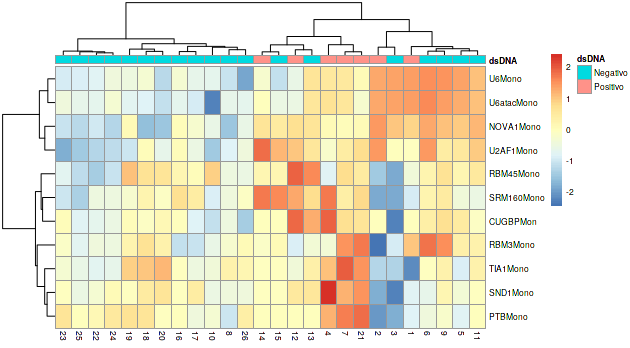 dsDNA
dsDNA
Negativo
Positivo
2
1
0
-1
-2
U6Mono
U6atacMono
NOVA1Mono
U2AF1Mono
RBM45Mono
SRM160Mono
CUGBPMon
RBM3Mono
TIA1Mono
SND1Mono
PTBMono
23 25 22 24 19 18 20 16 17 10 8 26 14 15 12 13 4 7 21 2 3 1 6 9 5 11